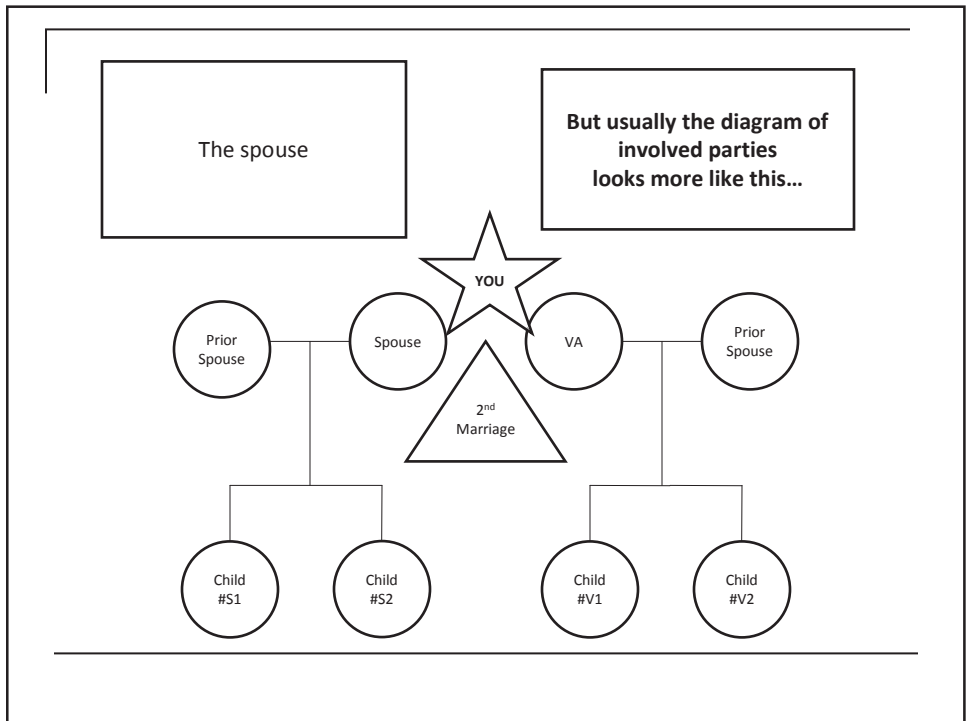 The spouse
But usually the diagram of
involved parties
looks more like this…
YOU
Prior
Spouse
Spouse
VA
Prior
Spouse
2nd
Marriage
Child
#S1
Child
#S2
Child
#V1
Child
#V2